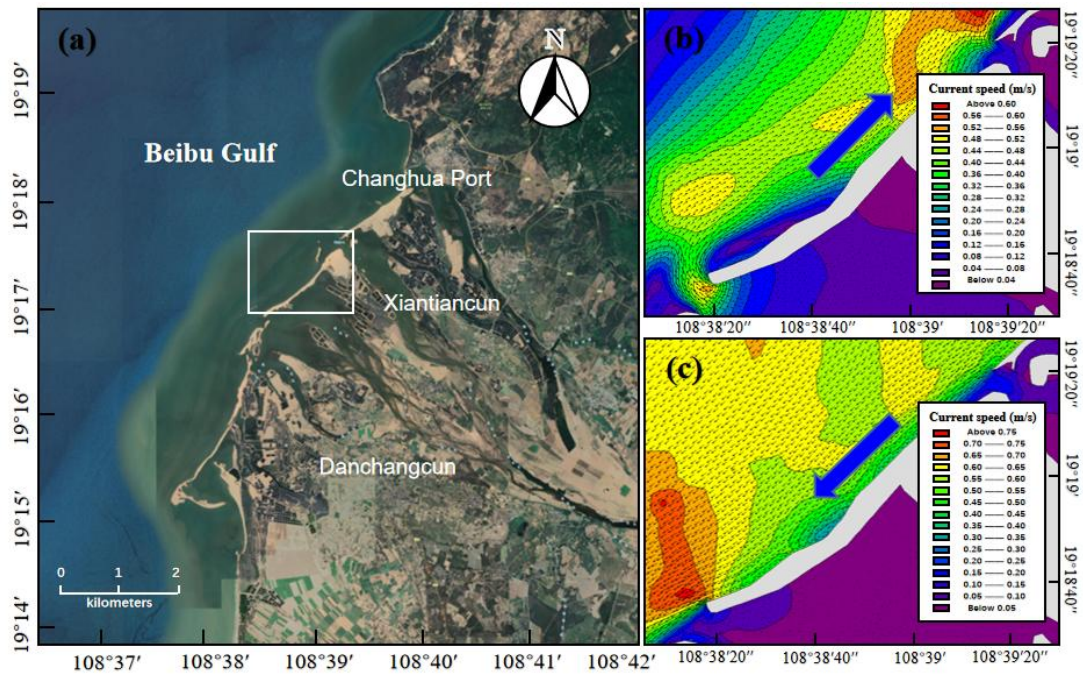 (a)
N
Beibu Gulf
Changhua Port
Xiantiancun
Danchangcun
0 1 2
kilometers
19°19′
19°18′
19°17′
19°16′
19°15′
19°14′
108°37′ 108°38′ 108°39′ 108°40′ 108°41′ 108°42′
(b)
Current speed (m/s)
Above 0.60
0.56 —— 0.60
0.52 —— 0.56
0.48 —— 0.52
0.44 —— 0.48
0.40 —— 0.44
0.36 —— 0.40
0.32 —— 0.36
0.28 —— 0.32
0.24 —— 0.28
0.20 —— 0.24
0.16 —— 0.20
0.12 —— 0.16
0.08 —— 0.12
0.04 —— 0.08
Below 0.04
19°19′20″
19°19′
19°18′40″
108°38′20″ 108°38′40″ 108°39′ 108°39′20″
(c)
Current speed (m/s)
Above 0.75
0.70 —— 0.75
0.65 —— 0.70
0.60 —— 0.65
0.55 —— 0.60
0.50 —— 0.55
0.45 —— 0.50
0.40 —— 0.45
0.35 —— 0.40
0.30 —— 0.35
0.25 —— 0.30
0.20 —— 0.25
0.15 —— 0.20
0.10 —— 0.15
0.05 —— 0.10
Below 0.05
19°19′20″
19°19′
19°18′40″
108°38′20″ 108°38′40″ 108°39′ 108°39′20″